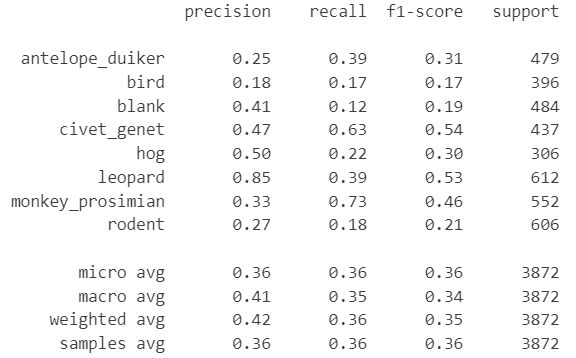 precision recall f1-score support
antelope_duiker 0.25 0.39 0.31 479
bird 0.18 0.17 0.17 396
blank 0.41 0.12 0.19 484
civet_genet 0.47 0.63 0.54 437
hog 0.50 0.22 0.30 306
leopard 0.85 0.39 0.53 612
monkey_prosimian 0.33 0.73 0.46 552
rodent 0.27 0.18 0.21 606
micro avg 0.36 0.36 0.36 3872
macro avg 0.41 0.35 0.34 3872
weighted avg 0.42 0.36 0.35 3872
samples avg 0.36 0.36 0.36 3872